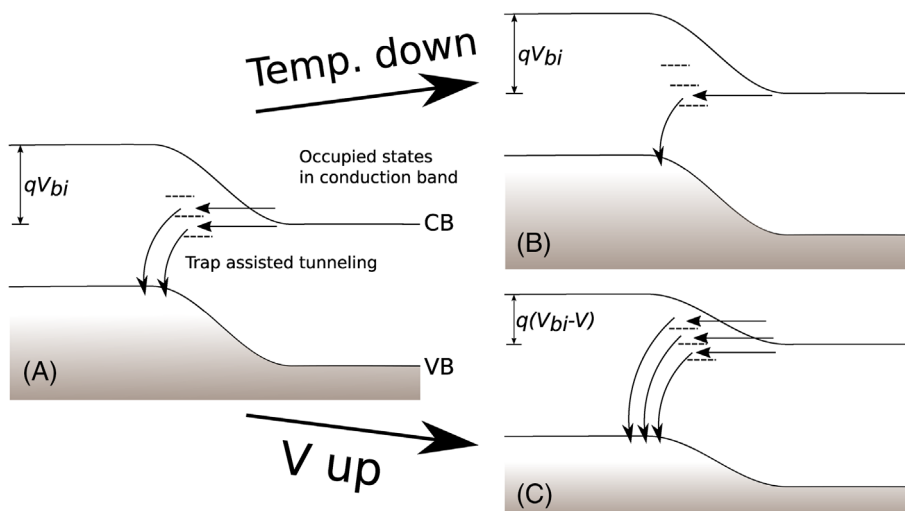 Temp. down
qVbi
(B)
Occupied states
in conduction band
qVbi
CB
Trap assisted tunneling
(A)
VB
q(Vbi-V)
(C)
V up